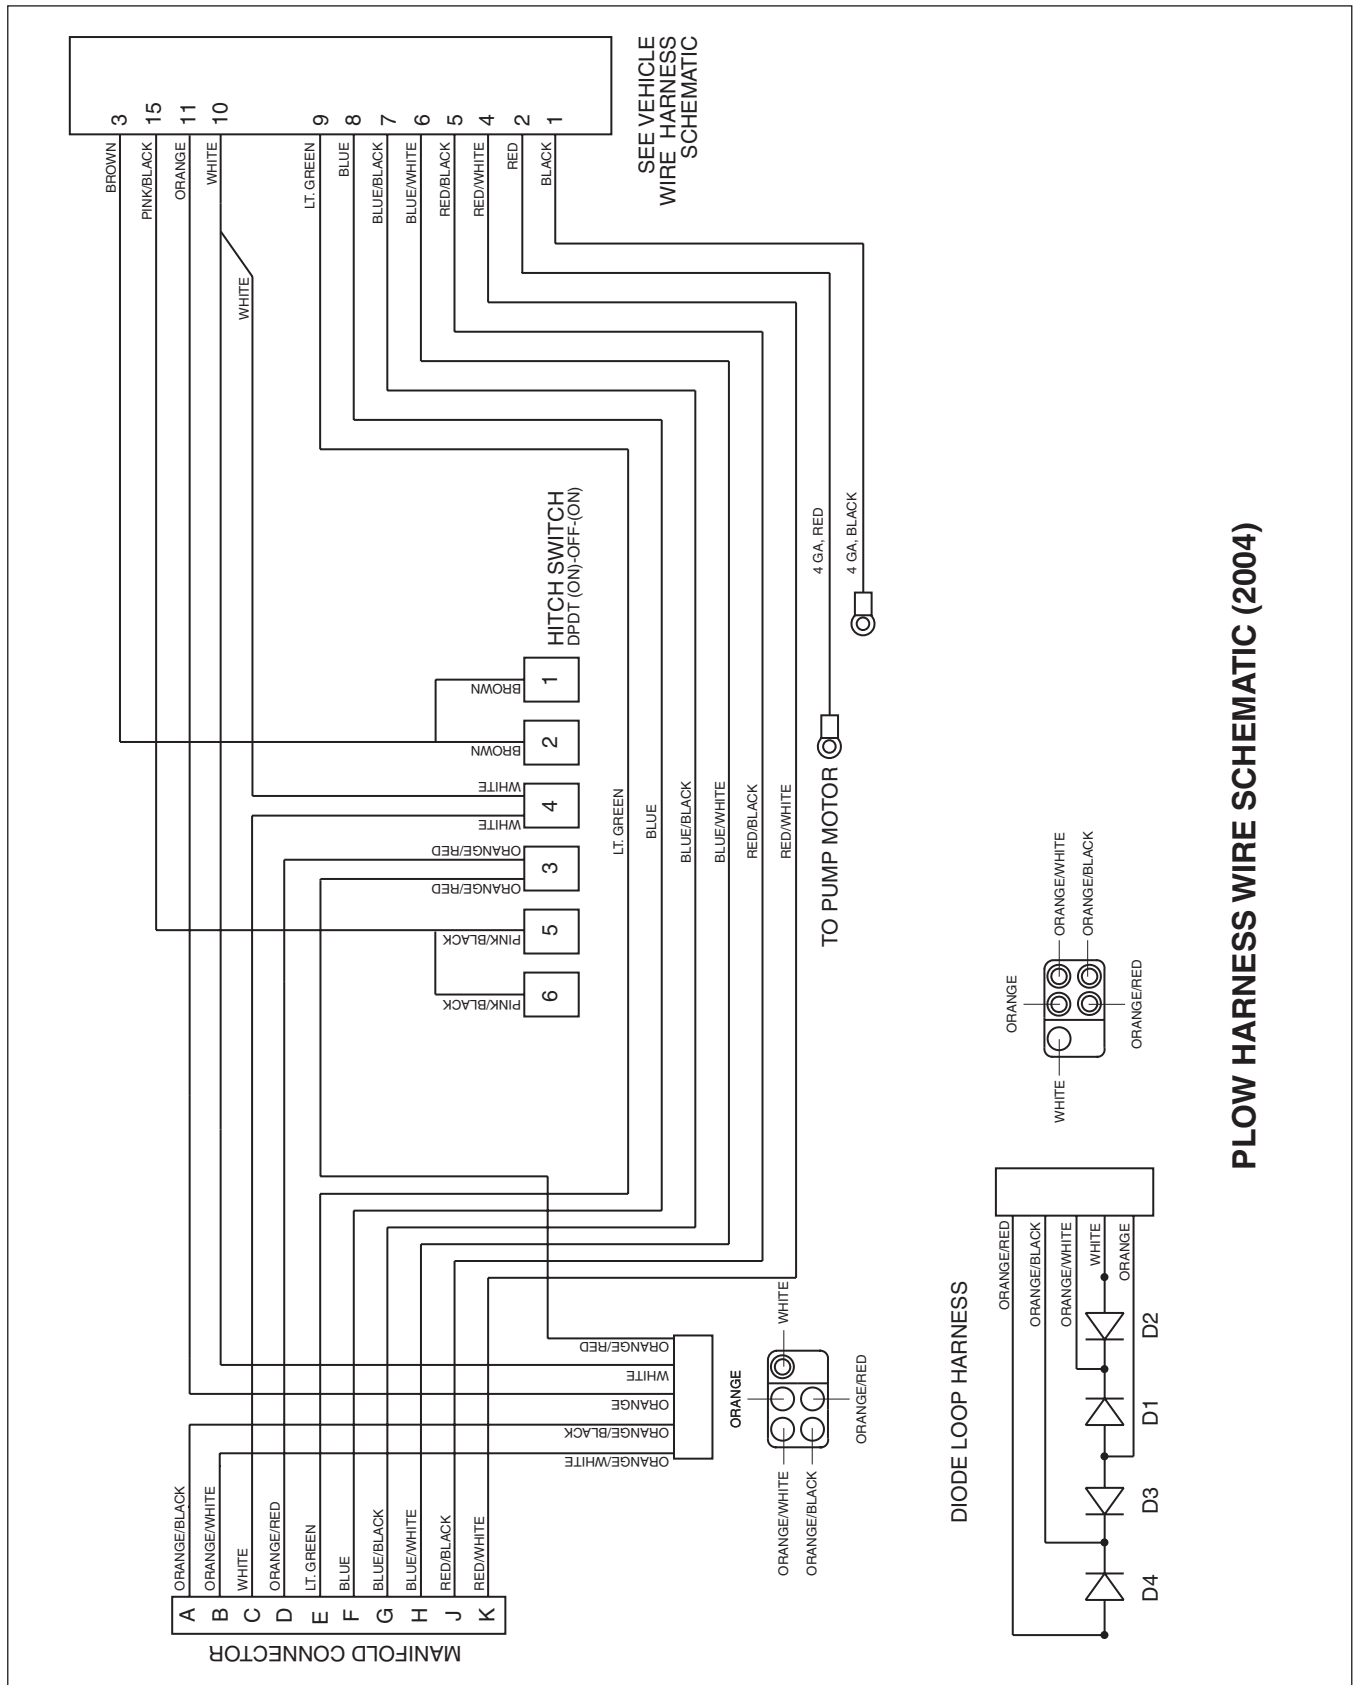 3
15
11
10
9
8
7
6
5
4
2
1
BROWN
PINK/BLACK
ORANGE
WHITE
LT. GREEN
BLUE
BLUE/BLACK
BLUE/WHITE
RED/BLACK
RED/WHITE
RED
BLACK
SEE VEHICLE
WIRE HARNESS
SCHEMATIC
WHITE
HITCH SWITCH
DPDT (ON)-OFF-(ON)
4 GA, RED
4 GA, BLACK
BROWN
1
BROWN
2
WHITE
WHITE
4
ORANGE/RED
ORANGE/RED
3
PINK/BLACK
5
PINK/BLACK
6
LT. GREEN
BLUE
BLUE/BLACK
BLUE/WHITE
RED/BLACK
RED/WHITE
TO PUMP MOTOR
ORANGE/RED
WHITE
ORANGE
ORANGE/BLACK
ORANGE/WHITE
WHITE
ORANGE
ORANGE/RED
ORANGE/WHITE
ORANGE/BLACK
ORANGE/BLACK
ORANGE/WHITE
WHITE
ORANGE/RED
LT. GREEN
BLUE
BLUE/BLACK
BLUE/WHITE
RED/BLACK
RED/WHITE
A
B
C
D
E
F
G
H
J
K
MANIFOLD CONNECTOR
ORANGE/WHITE
ORANGE/BLACK
ORANGE
ORANGE/RED
WHITE
DIODE LOOP HARNESS
ORANGE/RED
ORANGE/BLACK
ORANGE/WHITE
WHITE
ORANGE
D2
D1
D3
D4
PLOW HARNESS WIRE SCHEMATIC (2004)